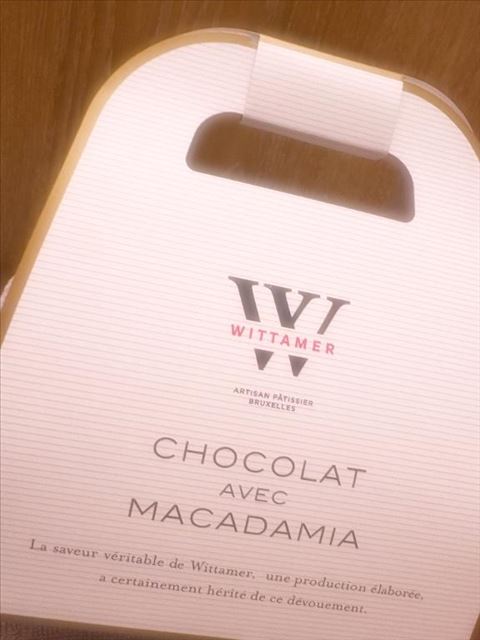 W
WITTAMER
ARTISAN PÂTISSIER
BRUXELLES
CHOCOLAT
AVEC
MACADAMIA
La saveur véritable de Wittamer, une production élaborée,
a certainement hérité de ce dévouement.